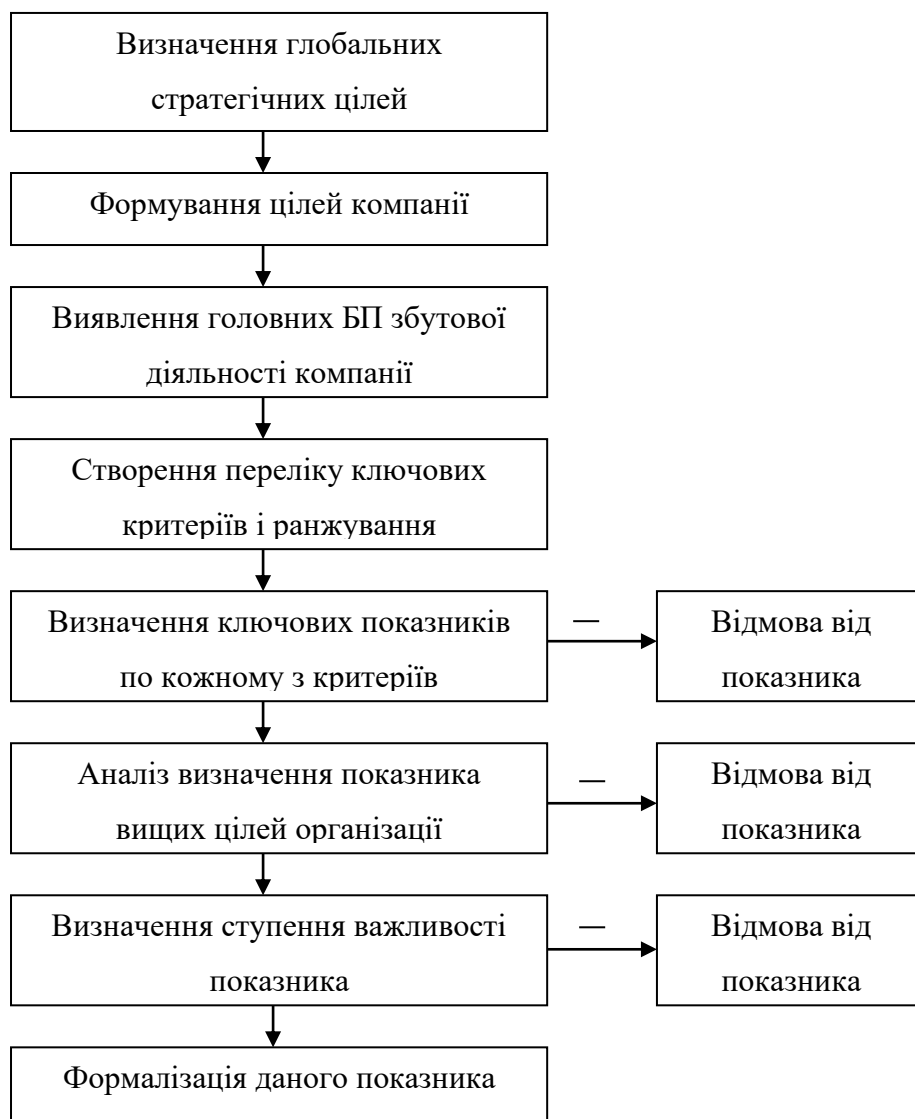 Визначення глобальних
стратегічних цілей
Формування цілей компанії
Виявлення головних БП збутової
діяльності компанії
Створення переліку ключових
критеріїв і ранжування
Визначення ключових показників
по кожному з критеріїв
—
Відмова від
показника
Аналіз визначення показника
вищих цілей організації
—
Відмова від
показника
Визначення ступення важливості
показника
—
Відмова від
показника
Формалізація даного показника